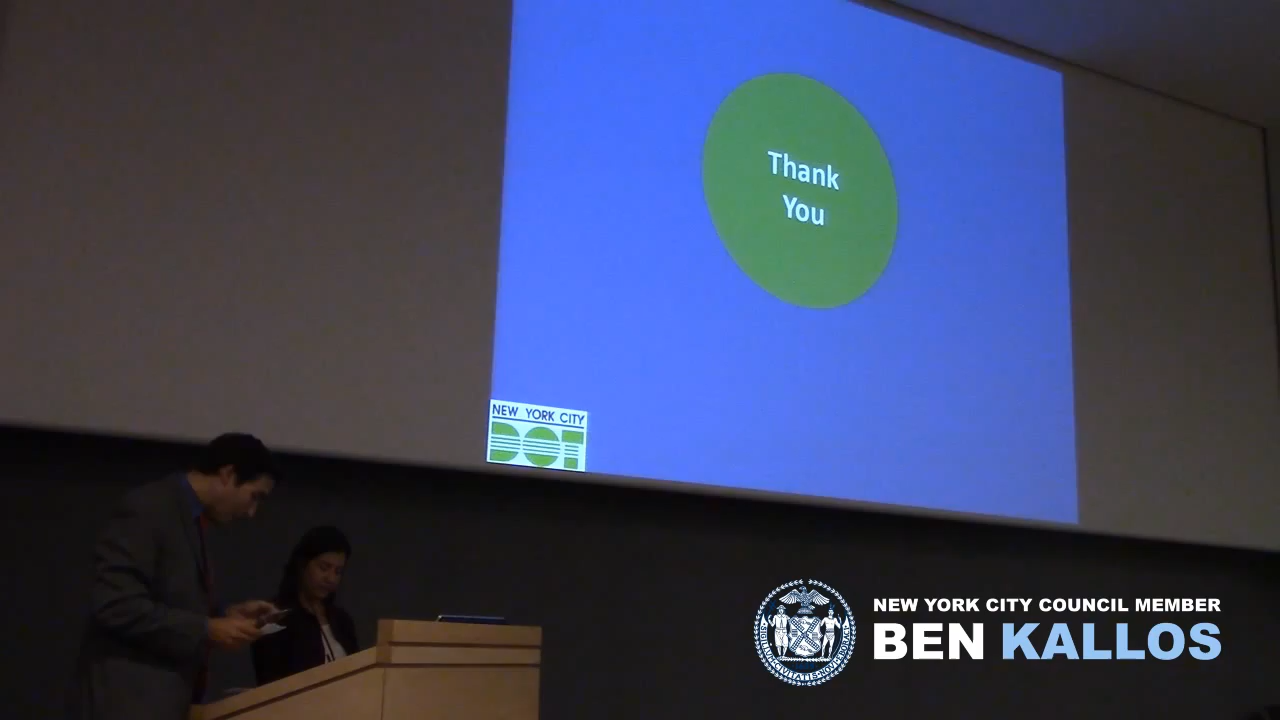 Thank
You
NEW YORK CITY
DOT
NEW YORK CITY COUNCIL MEMBER
BEN KALLOS